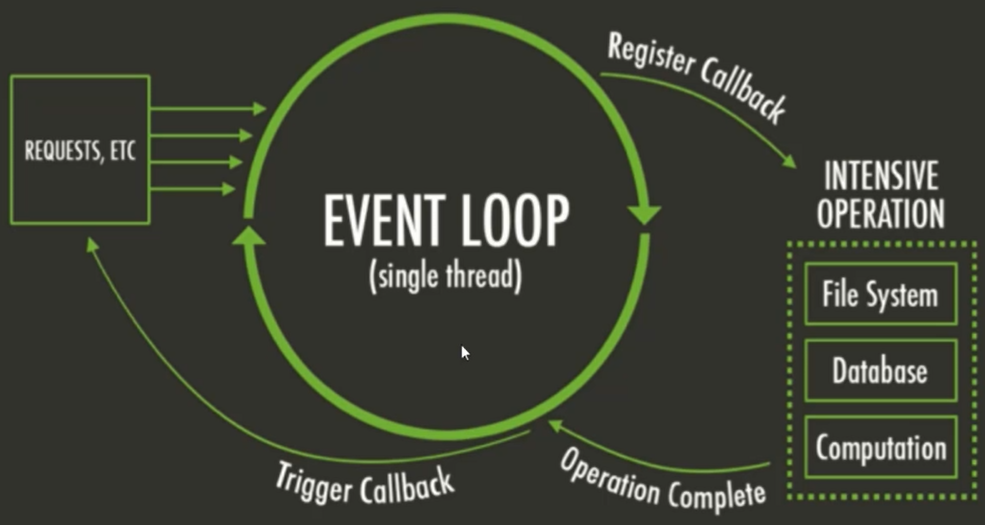 REQUESTS, ETC
EVENT LOOP
(single thread)
Register Callback
INTENSIVE
OPERATION
File System
Database
Computation
Operation Complete
Trigger Callback